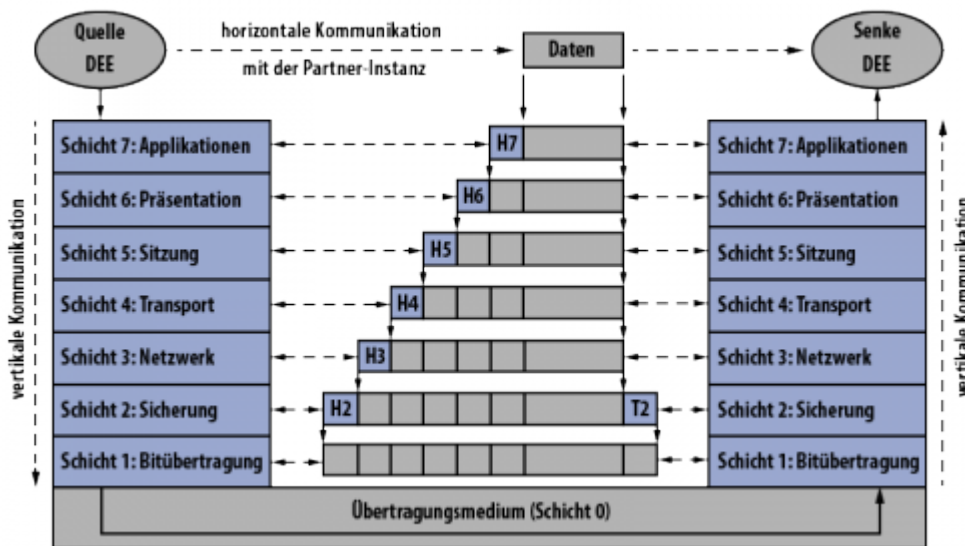 Quelle
DEE
horizontale Kommunikation
mit der Partner-Instanz
Daten
Senke
DEE
vertikale Kommunikation
Schicht 7: Applikationen
H7
Schicht 7: Applikationen
Schicht 6: Präsentation
H6
Schicht 6: Präsentation
Schicht 5: Sitzung
H5
Schicht 5: Sitzung
Schicht 4: Transport
H4
Schicht 4: Transport
Schicht 3: Netzwerk
H3
Schicht 3: Netzwerk
Schicht 2: Sicherung
H2
T2
Schicht 2: Sicherung
Schicht 1: Bitübertragung
Schicht 1: Bitübertragung
vertikale Kommunikation
Übertragungsmedium (Schicht 0)